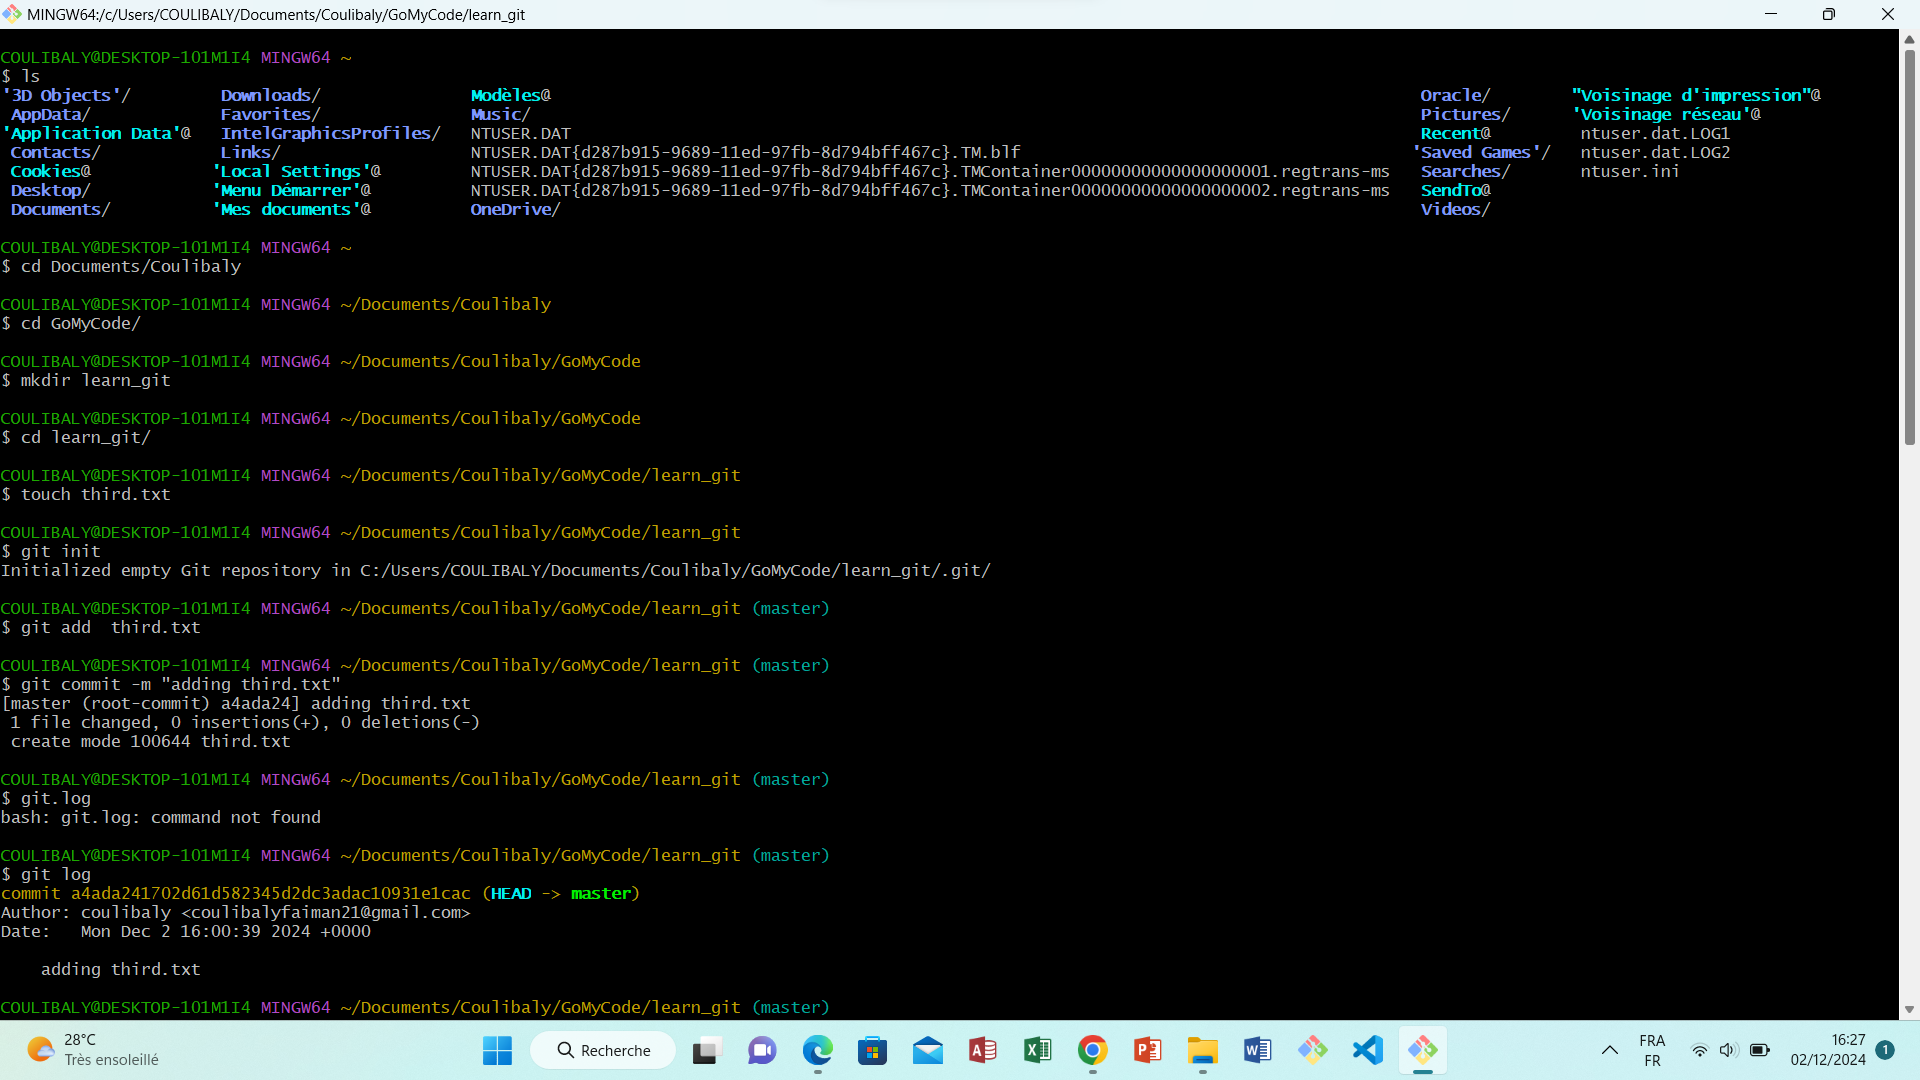 MINGW64:/c/Users/COULIBALY/Documents/Coulibaly/GoMyCode/learn_git
COULIBALY@DESKTOP-1O1M1I4 MINGW64 ~
$ ls
'3D Objects'/ Downloads/ Modèles@ Oracle/ "Voisinage d'impression"@
AppData/ Favorites/ Music/ Pictures/ 'Voisinage réseau'@
'Application Data'@ IntelGraphicsProfiles/ NTUSER.DAT Recent@ ntuser.dat.LOG1
Contacts/ Links/ NTUSER.DAT{d287b915-9689-11ed-97fb-8d794bff467c}.TM.blf 'Saved Games'/ ntuser.dat.LOG2
Cookies@ 'Local Settings'@ NTUSER.DAT{d287b915-9689-11ed-97fb-8d794bff467c}.TMContainer00000000000000000001.regtrans-ms Searches/ ntuser.ini
Desktop/ 'Menu Démarrer'@ NTUSER.DAT{d287b915-9689-11ed-97fb-8d794bff467c}.TMContainer00000000000000000002.regtrans-ms SendTo@
Documents/ 'Mes documents'@ OneDrive/ Videos/
COULIBALY@DESKTOP-1O1M1I4 MINGW64 ~
$ cd Documents/Coulibaly
COULIBALY@DESKTOP-1O1M1I4 MINGW64 ~/Documents/Coulibaly
$ cd GoMyCode/
COULIBALY@DESKTOP-1O1M1I4 MINGW64 ~/Documents/Coulibaly/GoMyCode
$ mkdir learn_git
COULIBALY@DESKTOP-1O1M1I4 MINGW64 ~/Documents/Coulibaly/GoMyCode
$ cd learn_git/
COULIBALY@DESKTOP-1O1M1I4 MINGW64 ~/Documents/Coulibaly/GoMyCode/learn_git
$ touch third.txt
COULIBALY@DESKTOP-1O1M1I4 MINGW64 ~/Documents/Coulibaly/GoMyCode/learn_git
$ git init
Initialized empty Git repository in C:/Users/COULIBALY/Documents/Coulibaly/GoMyCode/learn_git/.git/
COULIBALY@DESKTOP-1O1M1I4 MINGW64 ~/Documents/Coulibaly/GoMyCode/learn_git (master)
$ git add  third.txt
COULIBALY@DESKTOP-1O1M1I4 MINGW64 ~/Documents/Coulibaly/GoMyCode/learn_git (master)
$ git commit -m "adding third.txt"
[master (root-commit) a4ada24] adding third.txt
1 file changed, 0 insertions(+), 0 deletions(-)
create mode 100644 third.txt
COULIBALY@DESKTOP-1O1M1I4 MINGW64 ~/Documents/Coulibaly/GoMyCode/learn_git (master)
$ git.log
bash: git.log: command not found
COULIBALY@DESKTOP-1O1M1I4 MINGW64 ~/Documents/Coulibaly/GoMyCode/learn_git (master)
$ git log
commit a4ada241702d61d582345d2dc3adac10931e1cac (HEAD -> master)
Author: coulibaly <coulibalyfaiman21@gmail.com>
Date:   Mon Dec 2 16:00:39 2024 +0000
adding third.txt
COULIBALY@DESKTOP-1O1M1I4 MINGW64 ~/Documents/Coulibaly/GoMyCode/learn_git (master)
28°C
Très ensoleillé
Recherche
FRA
FR
16:27
02/12/2024
1